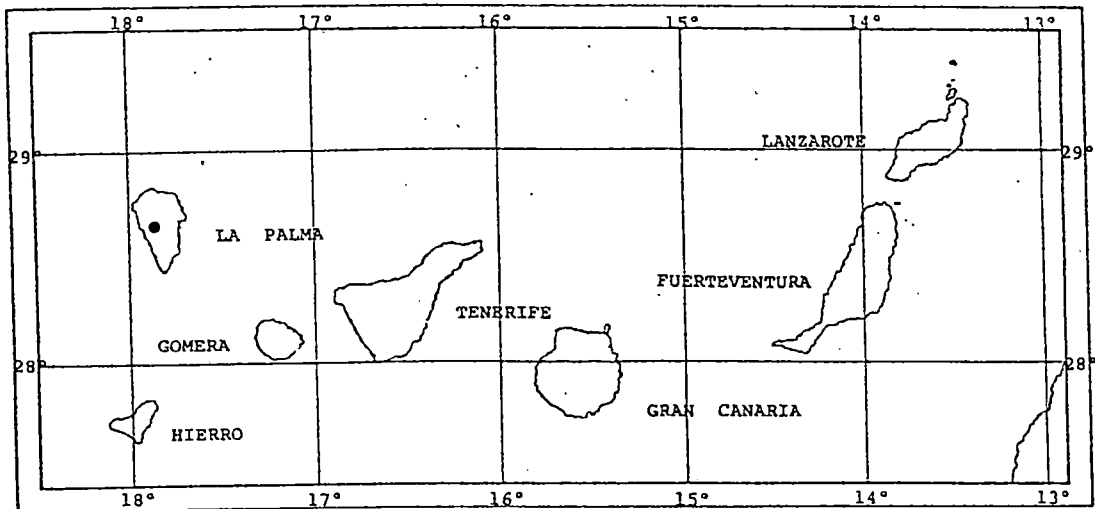 18° 17° 16° 15° 14° 13°
LANZAROTE
29° 29°
LA PALMA
FUERTEVENTURA
TENERIFE
GOMERA
28° 28°
GRAN CANARIA
HIERRO
18° 17° 16° 15° 14° 13°